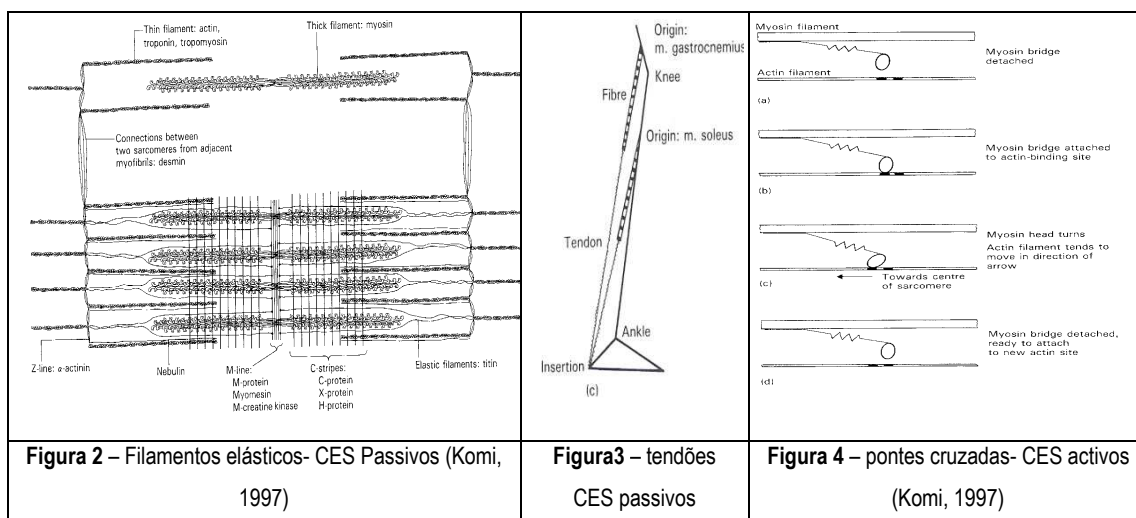 Thin filament: actin,
troponin, tropomyosin
Thick filament: myosin
Connections between
two sarcomeres from adjacent
myofibrils: desmin
Z-line: α-actinin
Nebulin
M-line:
M-protein
Myomesin
M-creatine kinase
C-stripes:
C-protein
X-protein
H-protein
Elastic filaments: titin
Figura 2 – Filamentos elásticos- CES Passivos (Komi,
1997)
Origin:
m. gastrocnemius
Knee
Fibre
Origin: m. soleus
Tendon
Ankle
Insertion
(c)
Figura3 – tendões
CES passivos
Myosin filament
Myosin bridge
detached
Actin filament
(a)
Myosin bridge attached
to actin-binding site
(b)
Myosin head turns
Actin filament tends to
move in direction of
arrow
Towards centre
of sarcomere
(c)
Myosin bridge detached,
ready to attach
to new actin site
(d)
Figura 4 – pontes cruzadas- CES activos
(Komi, 1997)